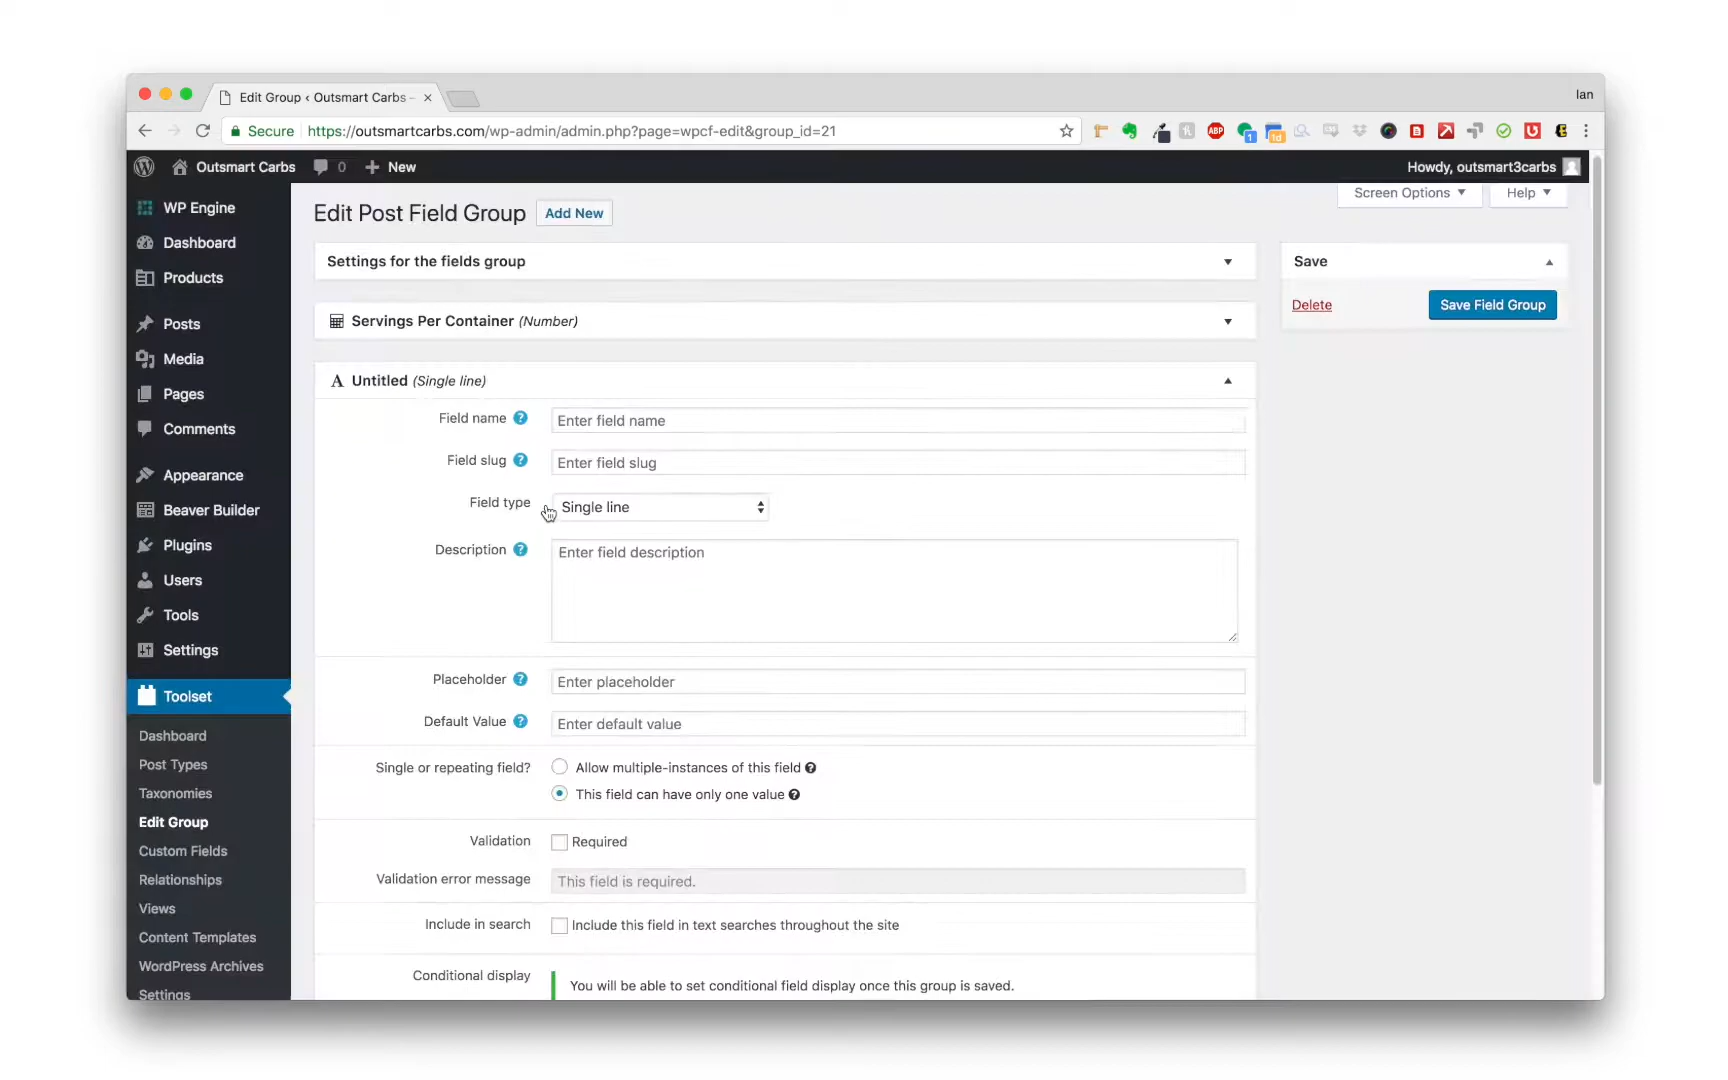 Edit Group ‹ Outsmart Carbs –
Ian
Secure https://outsmartcarbs.com/wp-admin/admin.php?page=wpcf-edit&group_id=21
ABP
1
1d
Outsmart Carbs 0 + New
Howdy, outsmart3carbs
WP Engine
Dashboard
Products
Posts
Media
Pages
Comments
Appearance
Beaver Builder
Plugins
Users
Tools
Settings
Toolset
Dashboard
Post Types
Taxonomies
Edit Group
Custom Fields
Relationships
Views
Content Templates
WordPress Archives
Settings
Screen Options
Help
Edit Post Field Group Add New
Settings for the fields group
Servings Per Container (Number)
A Untitled (Single line)
Field name ? Enter field name
Field slug ? Enter field slug
Field type Single line
Description ? Enter field description
Placeholder ? Enter placeholder
Default Value ? Enter default value
Single or repeating field? Allow multiple-instances of this field ?
This field can have only one value ?
Validation Required
Validation error message This field is required.
Include in search Include this field in text searches throughout the site
Conditional display You will be able to set conditional field display once this group is saved.
Save
Delete Save Field Group